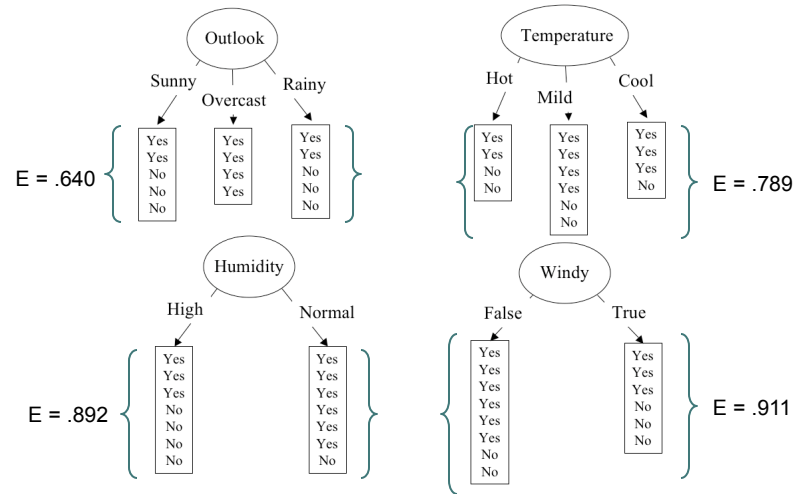 Outlook
Sunny
Overcast
Rainy
Yes
Yes
No
No
No
Yes
Yes
Yes
Yes
Yes
Yes
No
No
No
E = .640
Temperature
Hot
Mild
Cool
Yes
Yes
No
No
Yes
Yes
Yes
Yes
No
No
Yes
Yes
Yes
No
E = .789
Humidity
High
Normal
Yes
Yes
Yes
No
No
No
No
Yes
Yes
Yes
Yes
Yes
Yes
No
E = .892
Windy
False
True
Yes
Yes
Yes
Yes
Yes
Yes
No
No
Yes
Yes
Yes
No
No
No
E = .911